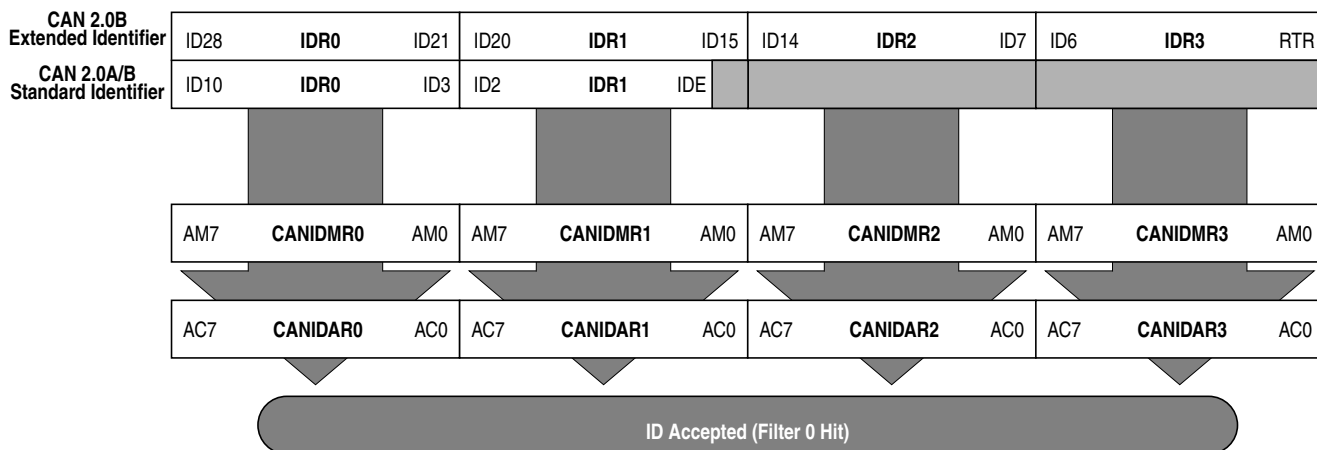 CAN 2.0B
Extended Identifier
ID28 IDR0 ID21 ID20 IDR1 ID15 ID14 IDR2 ID7 ID6 IDR3 RTR
CAN 2.0A/B
Standard Identifier
ID10 IDR0 ID3 ID2 IDR1 IDE
AM7 CANIDMR0 AM0 AM7 CANIDMR1 AM0 AM7 CANIDMR2 AM0 AM7 CANIDMR3 AM0
AC7 CANIDAR0 AC0 AC7 CANIDAR1 AC0 AC7 CANIDAR2 AC0 AC7 CANIDAR3 AC0
ID Accepted (Filter 0 Hit)